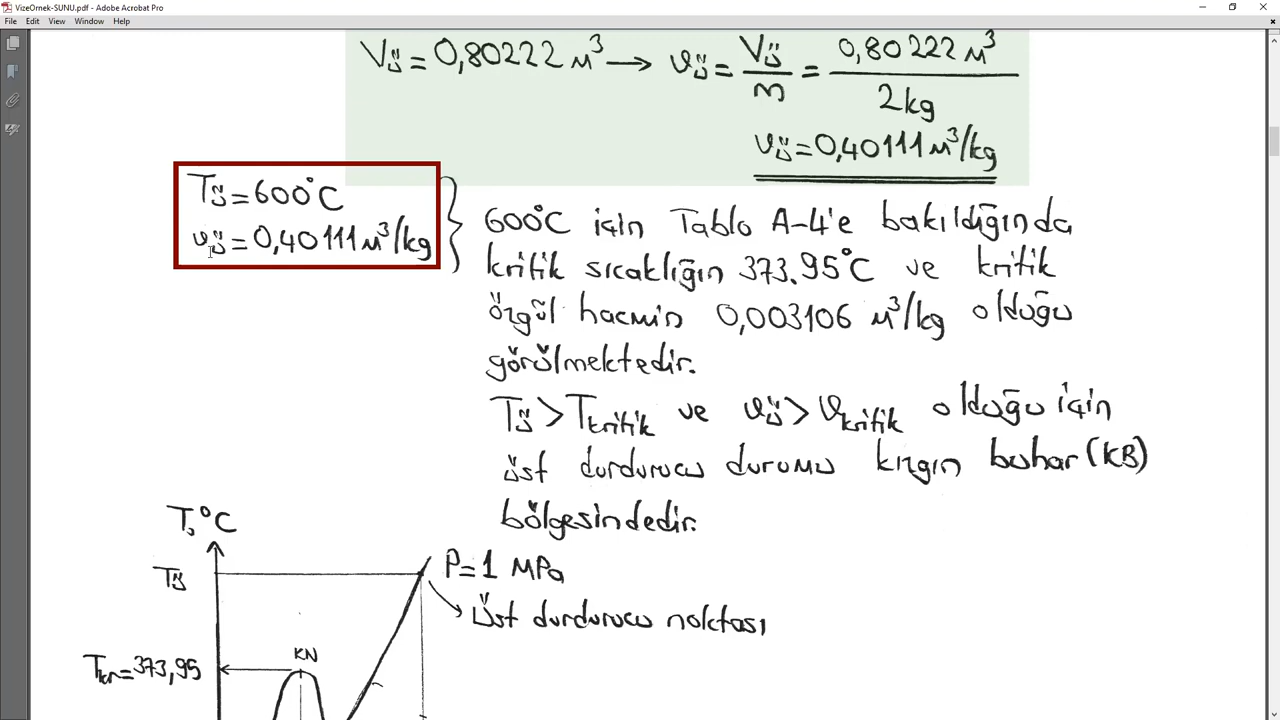 VizeOrnek-SUNU.pdf - Adobe Acrobat Pro
File Edit View Window Help
Vü = 0,80222 m³ → vü = Vü / m = 0,80222 m³ / 2 kg
vü = 0,40111 m³/kg
Tü = 600°C
vü = 0,40111 m³/kg
600°C için Tablo A-4'e bakıldığında
kritik sıcaklığın 373.95°C ve kritik
özgül hacmin 0,003106 m³/kg olduğu
görülmektedir.
Tü > Tkritik ve vü > vkritik olduğu için
üst durdurucu durumu kızgın buhar (KB)
bölgesindedir.
T, °C
Tü
P = 1 MPa
Üst durdurucu noktası
KN
Tkr = 373,95